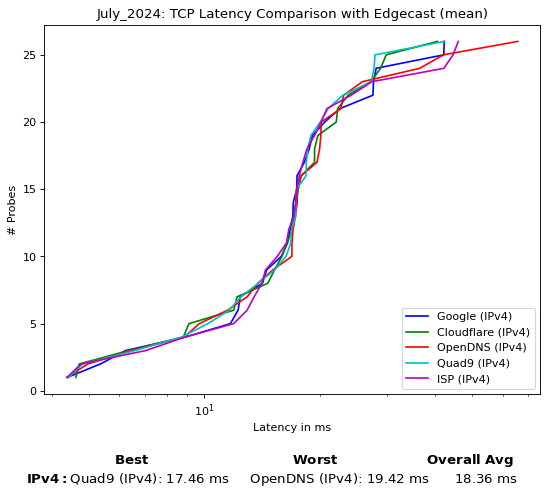 July_2024: TCP Latency Comparison with Edgecast (mean)
25
20
15
10
5
0
# Probes
10¹
Latency in ms
Google (IPv4)
Cloudflare (IPv4)
OpenDNS (IPv4)
Quad9 (IPv4)
ISP (IPv4)
Best Worst Overall Avg
IPv4: Quad9 (IPv4): 17.46 ms OpenDNS (IPv4): 19.42 ms 18.36 ms